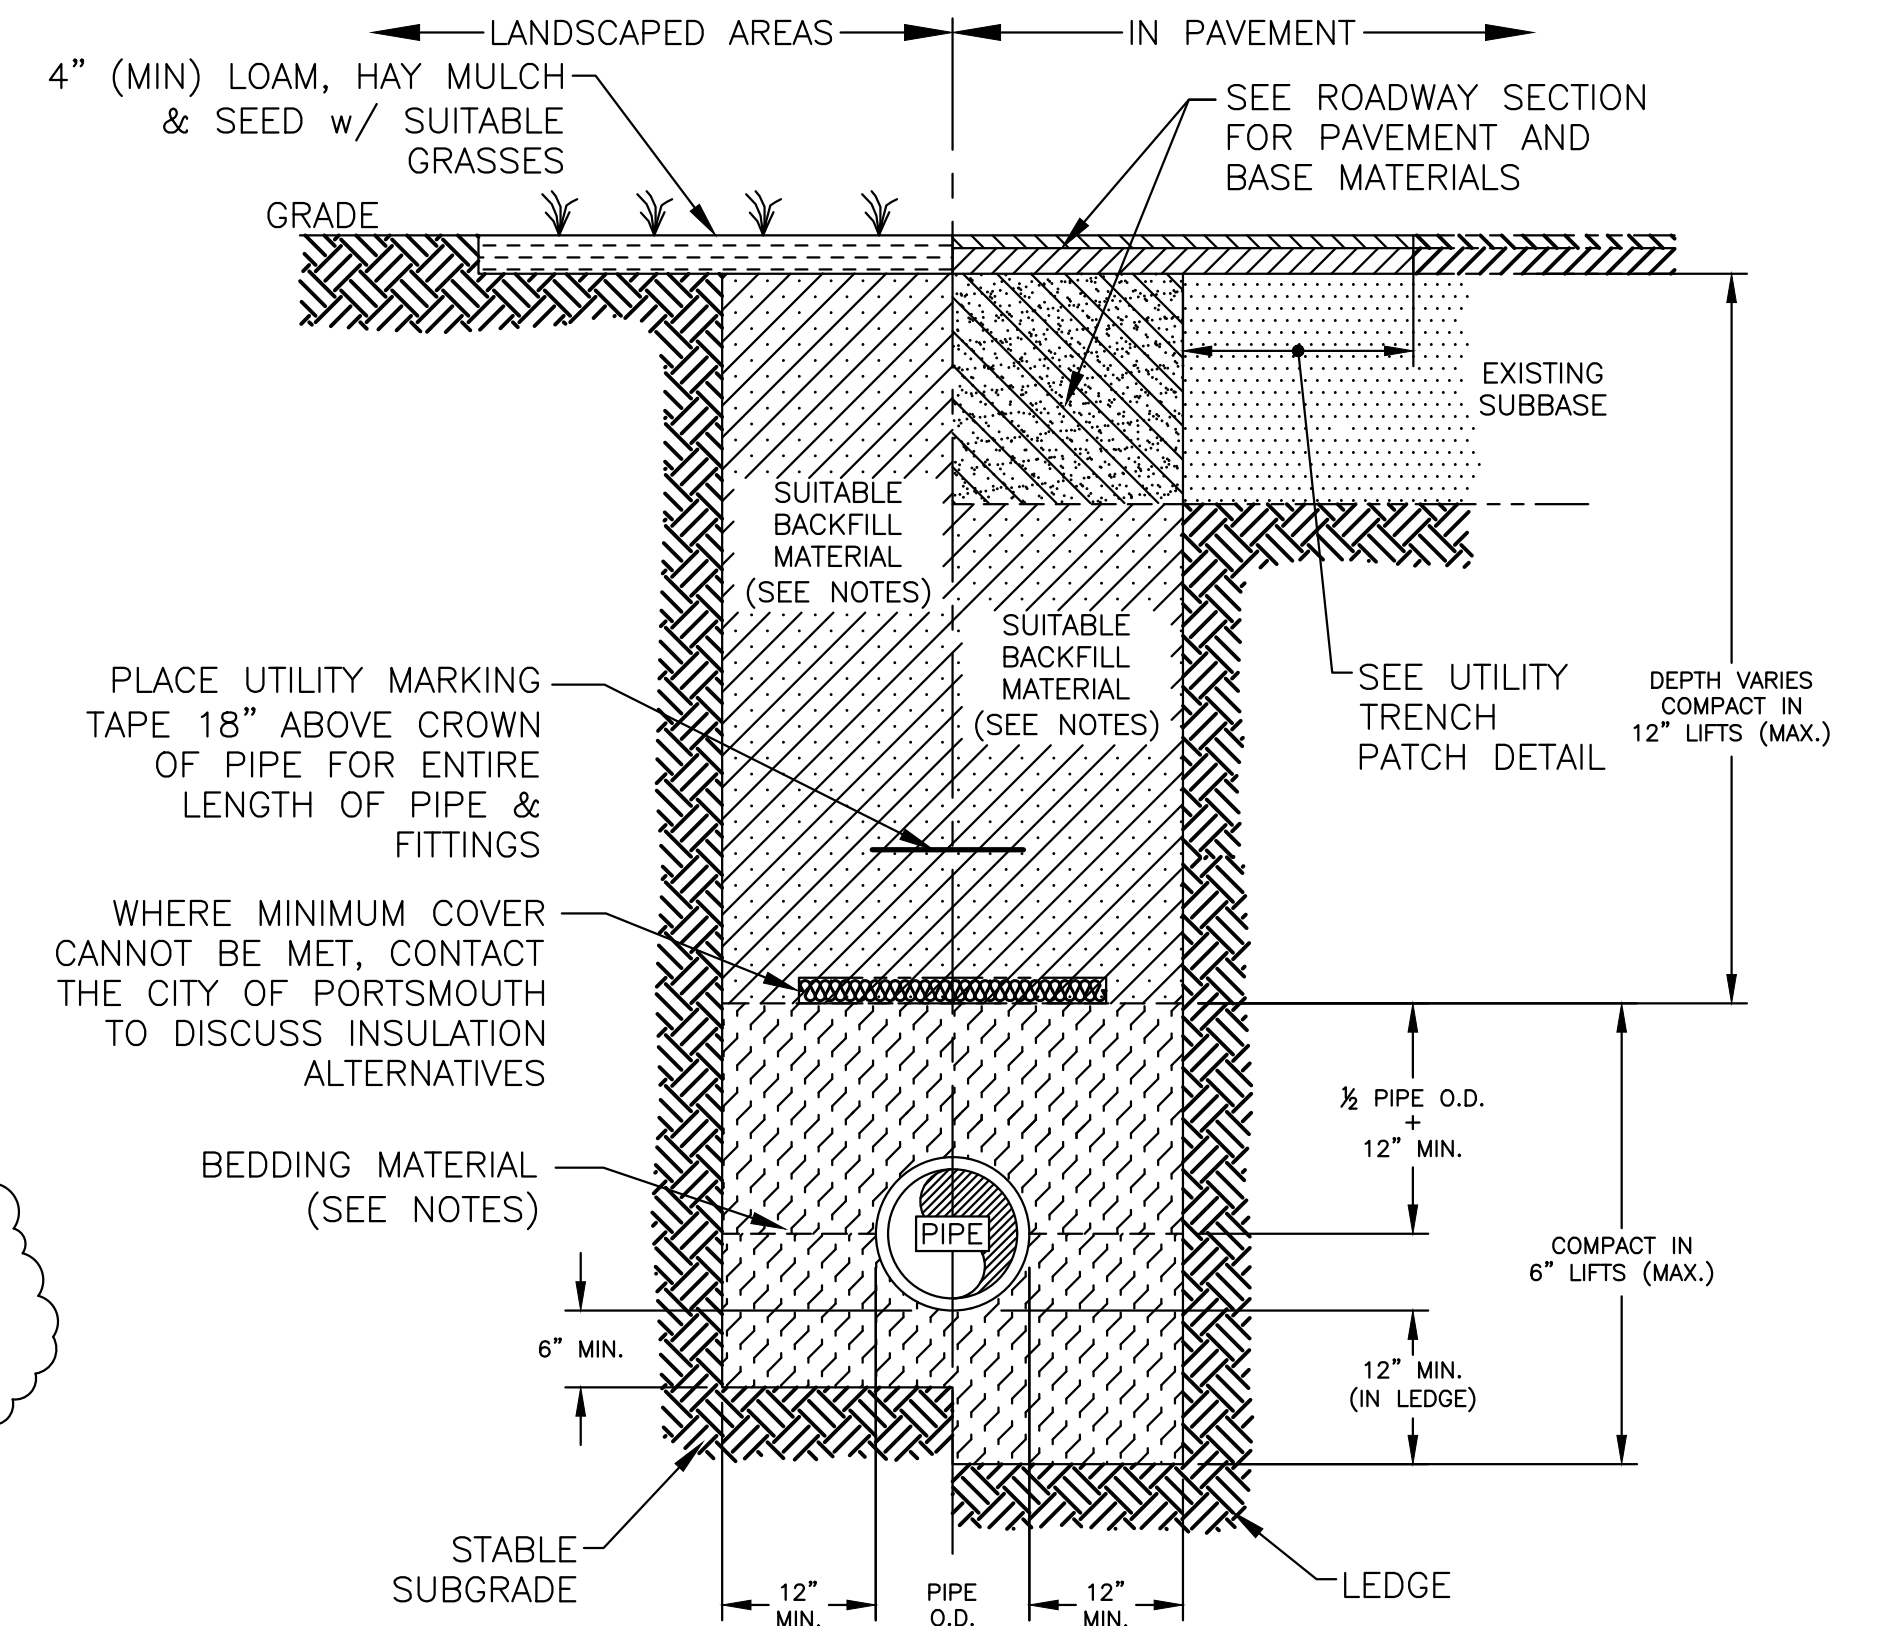 LANDSCAPED AREAS
IN PAVEMENT
4” (MIN) LOAM, HAY MULCH
& SEED w/ SUITABLE
GRASSES
SEE ROADWAY SECTION
FOR PAVEMENT AND
BASE MATERIALS
GRADE
EXISTING
SUBBASE
SUITABLE
BACKFILL
MATERIAL
(SEE NOTES)
SUITABLE
BACKFILL
MATERIAL
(SEE NOTES)
PLACE UTILITY MARKING
TAPE 18” ABOVE CROWN
OF PIPE FOR ENTIRE
LENGTH OF PIPE &
FITTINGS
SEE UTILITY
TRENCH
PATCH DETAIL
DEPTH VARIES
COMPACT IN
12” LIFTS (MAX.)
WHERE MINIMUM COVER
CANNOT BE MET, CONTACT
THE CITY OF PORTSMOUTH
TO DISCUSS INSULATION
ALTERNATIVES
½ PIPE O.D.
+
12” MIN.
BEDDING MATERIAL
(SEE NOTES)
PIPE
COMPACT IN
6” LIFTS (MAX.)
6” MIN.
12” MIN.
(IN LEDGE)
STABLE
SUBGRADE
LEDGE
12”
MIN.
PIPE
O.D.
12”
MIN.